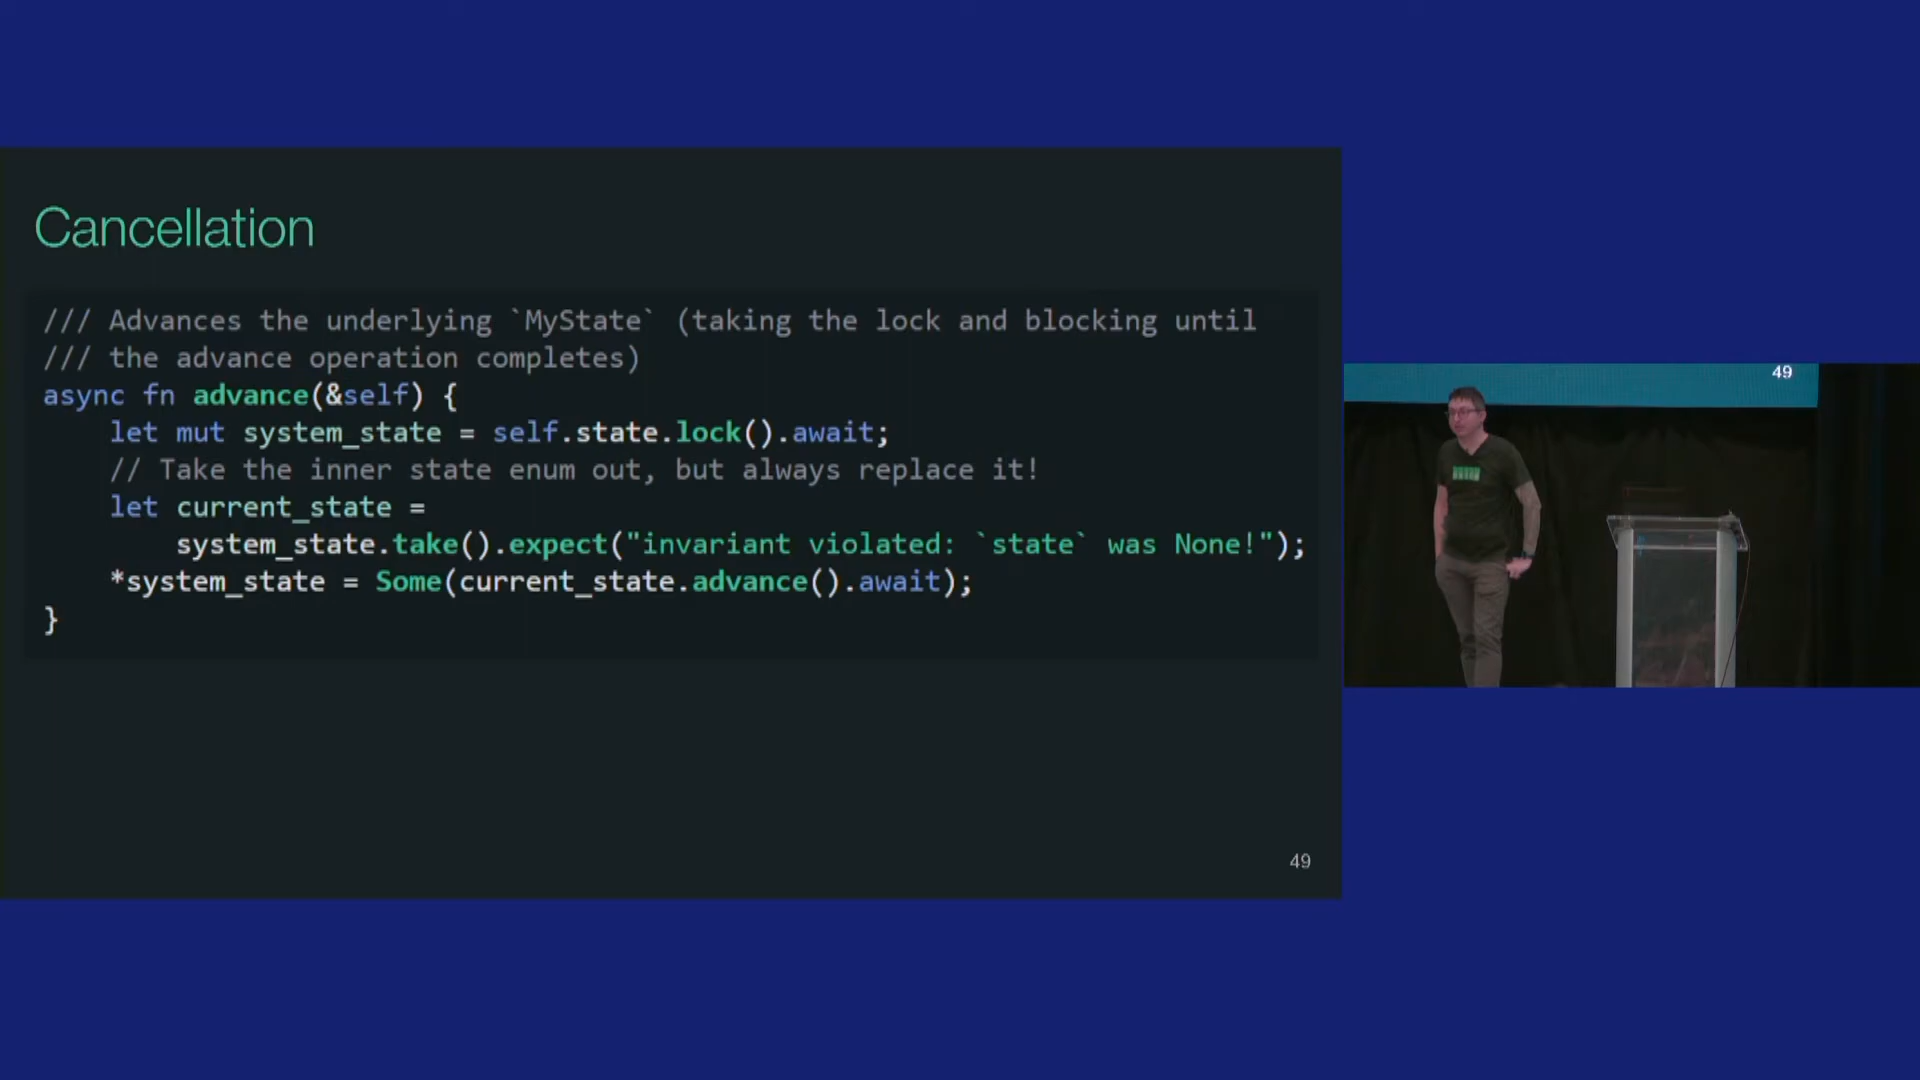 Cancellation
/// Advances the underlying `MyState` (taking the lock and blocking until
/// the advance operation completes)
async fn advance(&self) {
    let mut system_state = self.state.lock().await;
    // Take the inner state enum out, but always replace it!
    let current_state =
        system_state.take().expect("invariant violated: `state` was None!");
    *system_state = Some(current_state.advance().await);
}
49
49